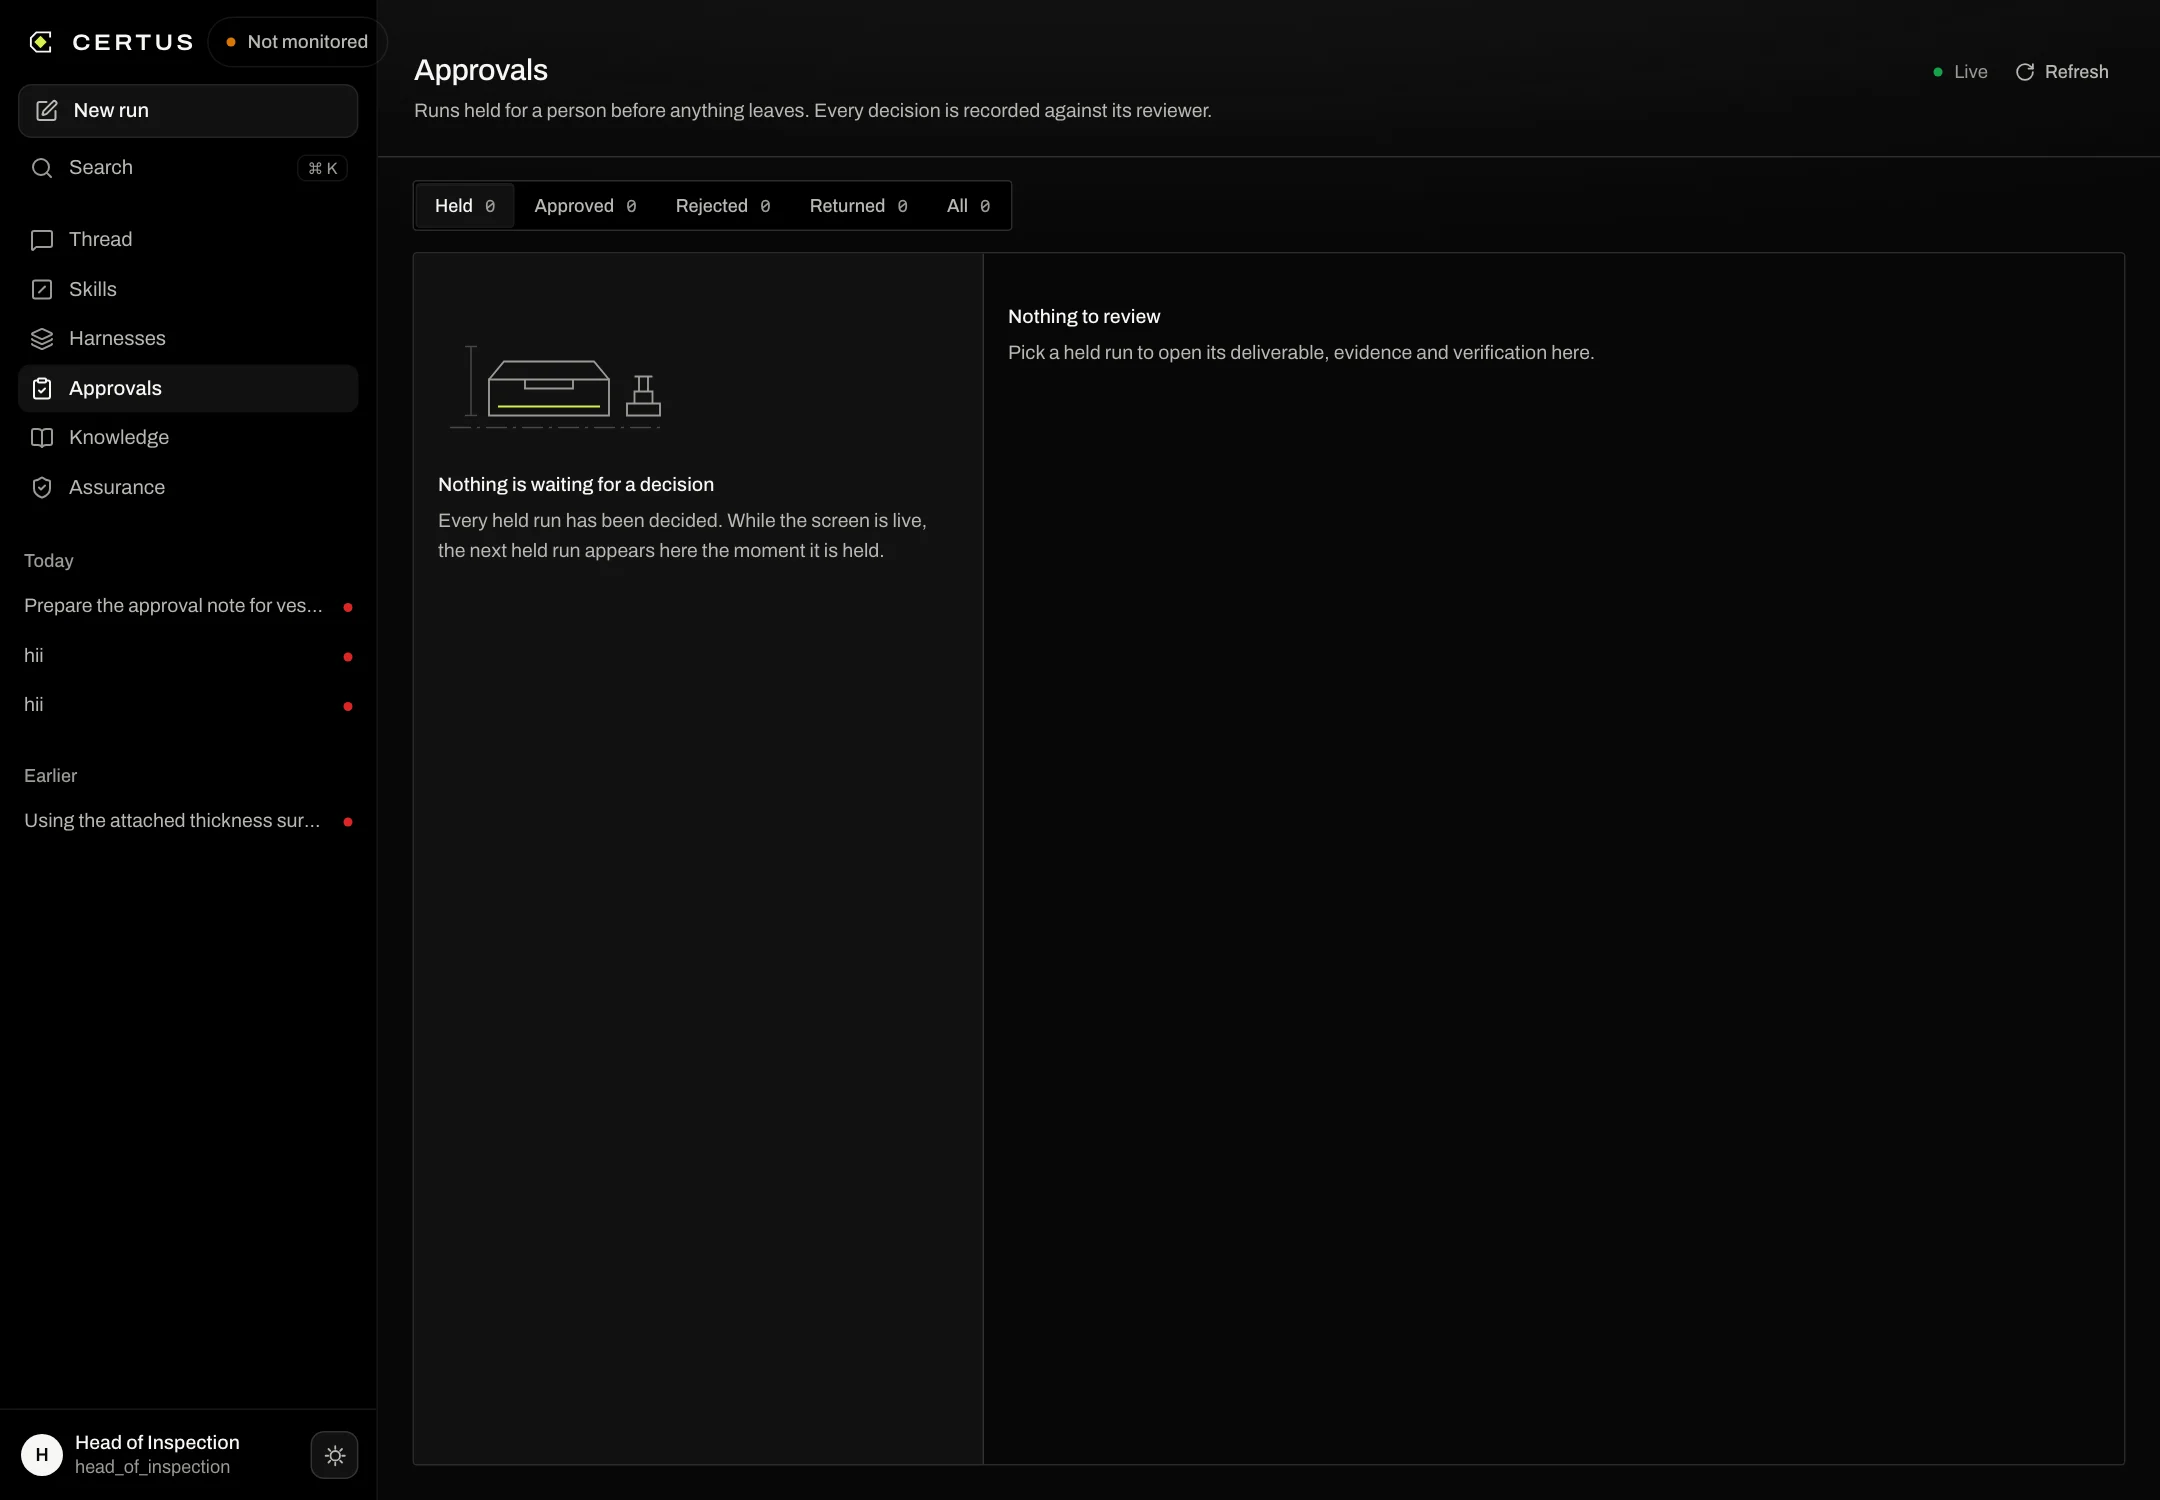 CERTUS
Not monitored
New run
Search
⌘ K
Thread
Skills
Harnesses
Approvals
Knowledge
Assurance
Today
Prepare the approval note for ves...
hii
hii
Earlier
Using the attached thickness sur...
H
Head of Inspection
head_of_inspection
Approvals
Runs held for a person before anything leaves. Every decision is recorded against its reviewer.
Live
Refresh
Held 0
Approved 0
Rejected 0
Returned 0
All 0
Nothing is waiting for a decision
Every held run has been decided. While the screen is live,
the next held run appears here the moment it is held.
Nothing to review
Pick a held run to open its deliverable, evidence and verification here.